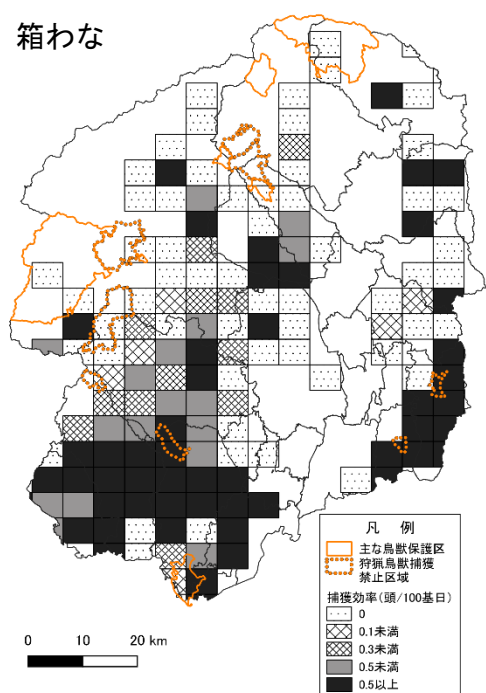 箱わな
凡 例
主な鳥獣保護区
狩猟鳥獣捕獲
禁止区域
捕獲効率(頭/100基日)
0
0.1未満
0.3未満
0.5未満
0.5以上
0 10 20 km